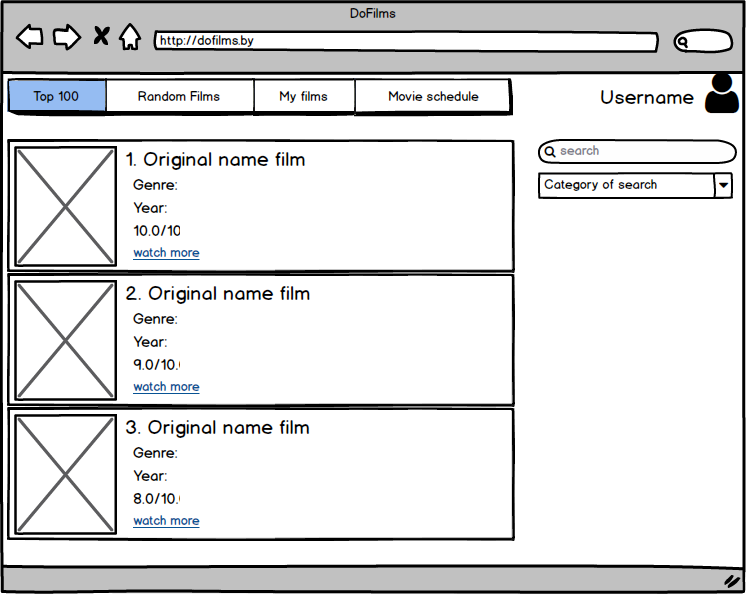 DoFilms
http://dofilms.by
Top 100
Random Films
My films
Movie schedule
Username
search
Category of search
1. Original name film
Genre:
Year:
10.0/10
watch more
2. Original name film
Genre:
Year:
9.0/10.
watch more
3. Original name film
Genre:
Year:
8.0/10.
watch more